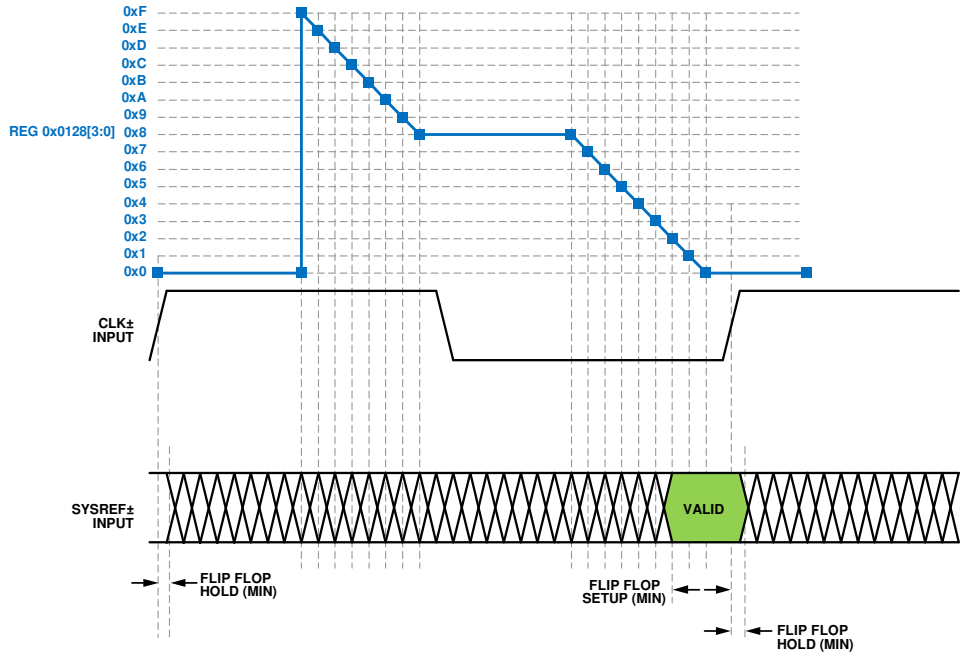 0xF
0xE
0xD
0xC
0xB
0xA
0x9
REG 0x0128[3:0] 0x8
0x7
0x6
0x5
0x4
0x3
0x2
0x1
0x0
CLK±
INPUT
SYSREF±
INPUT
VALID
FLIP FLOP
HOLD (MIN)
FLIP FLOP
SETUP (MIN)
FLIP FLOP
HOLD (MIN)